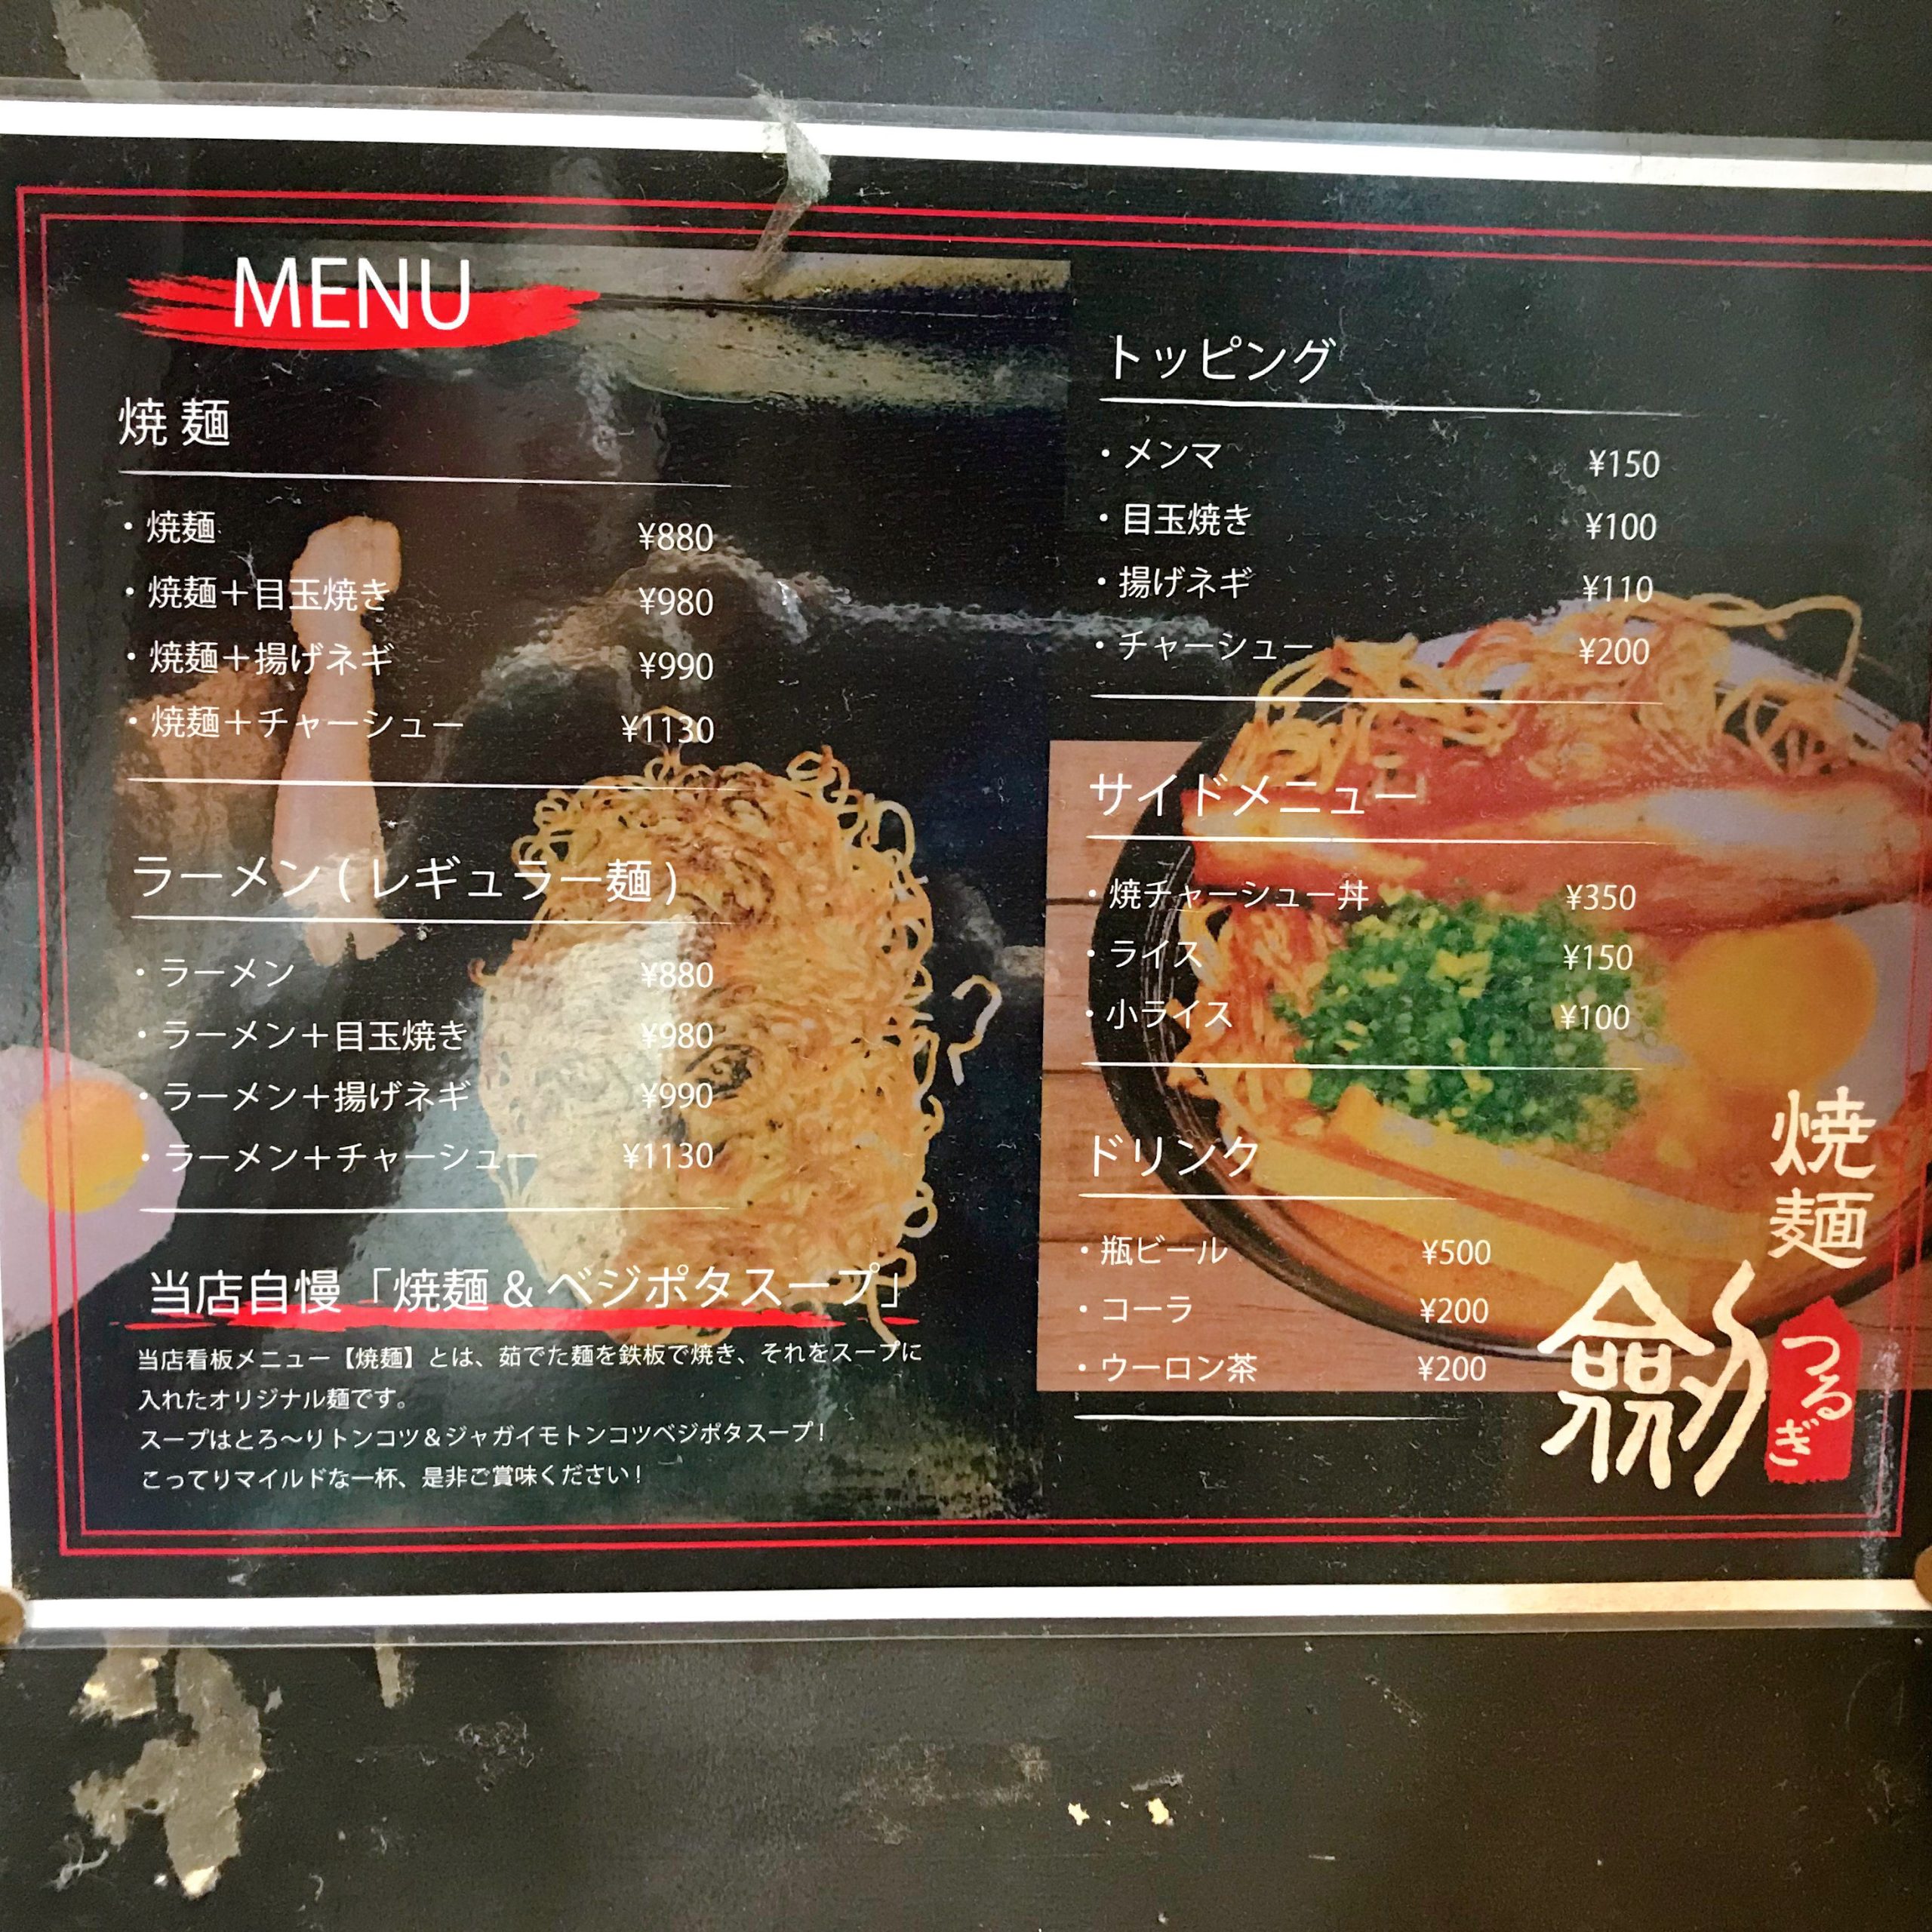 MENU
焼 麺
・焼麺 ¥880
・焼麺＋目玉焼き ¥980
・焼麺＋揚げネギ ¥990
・焼麺＋チャーシュー ¥1130
ラーメン ( レギュラー麺 )
・ラーメン ¥880
・ラーメン＋目玉焼き ¥980
・ラーメン＋揚げネギ ¥990
・ラーメン＋チャーシュー ¥1130
当店自慢「焼麺 & ベジポタスープ」
当店看板メニュー【焼麺】とは、茹でた麺を鉄板で焼き、それをスープに
入れたオリジナル麺です。
スープはとろ～りトンコツ＆ジャガイモトンコツベジポタスープ！
こってりマイルドな一杯、是非ご賞味ください！
トッピング
・メンマ ¥150
・目玉焼き ¥100
・揚げネギ ¥110
・チャーシュー ¥200
サイドメニュー
・焼チャーシュー丼 ¥350
・ライス ¥150
・小ライス ¥100
ドリンク
・瓶ビール ¥500
・コーラ ¥200
・ウーロン茶 ¥200
焼麺
劔
つるぎ